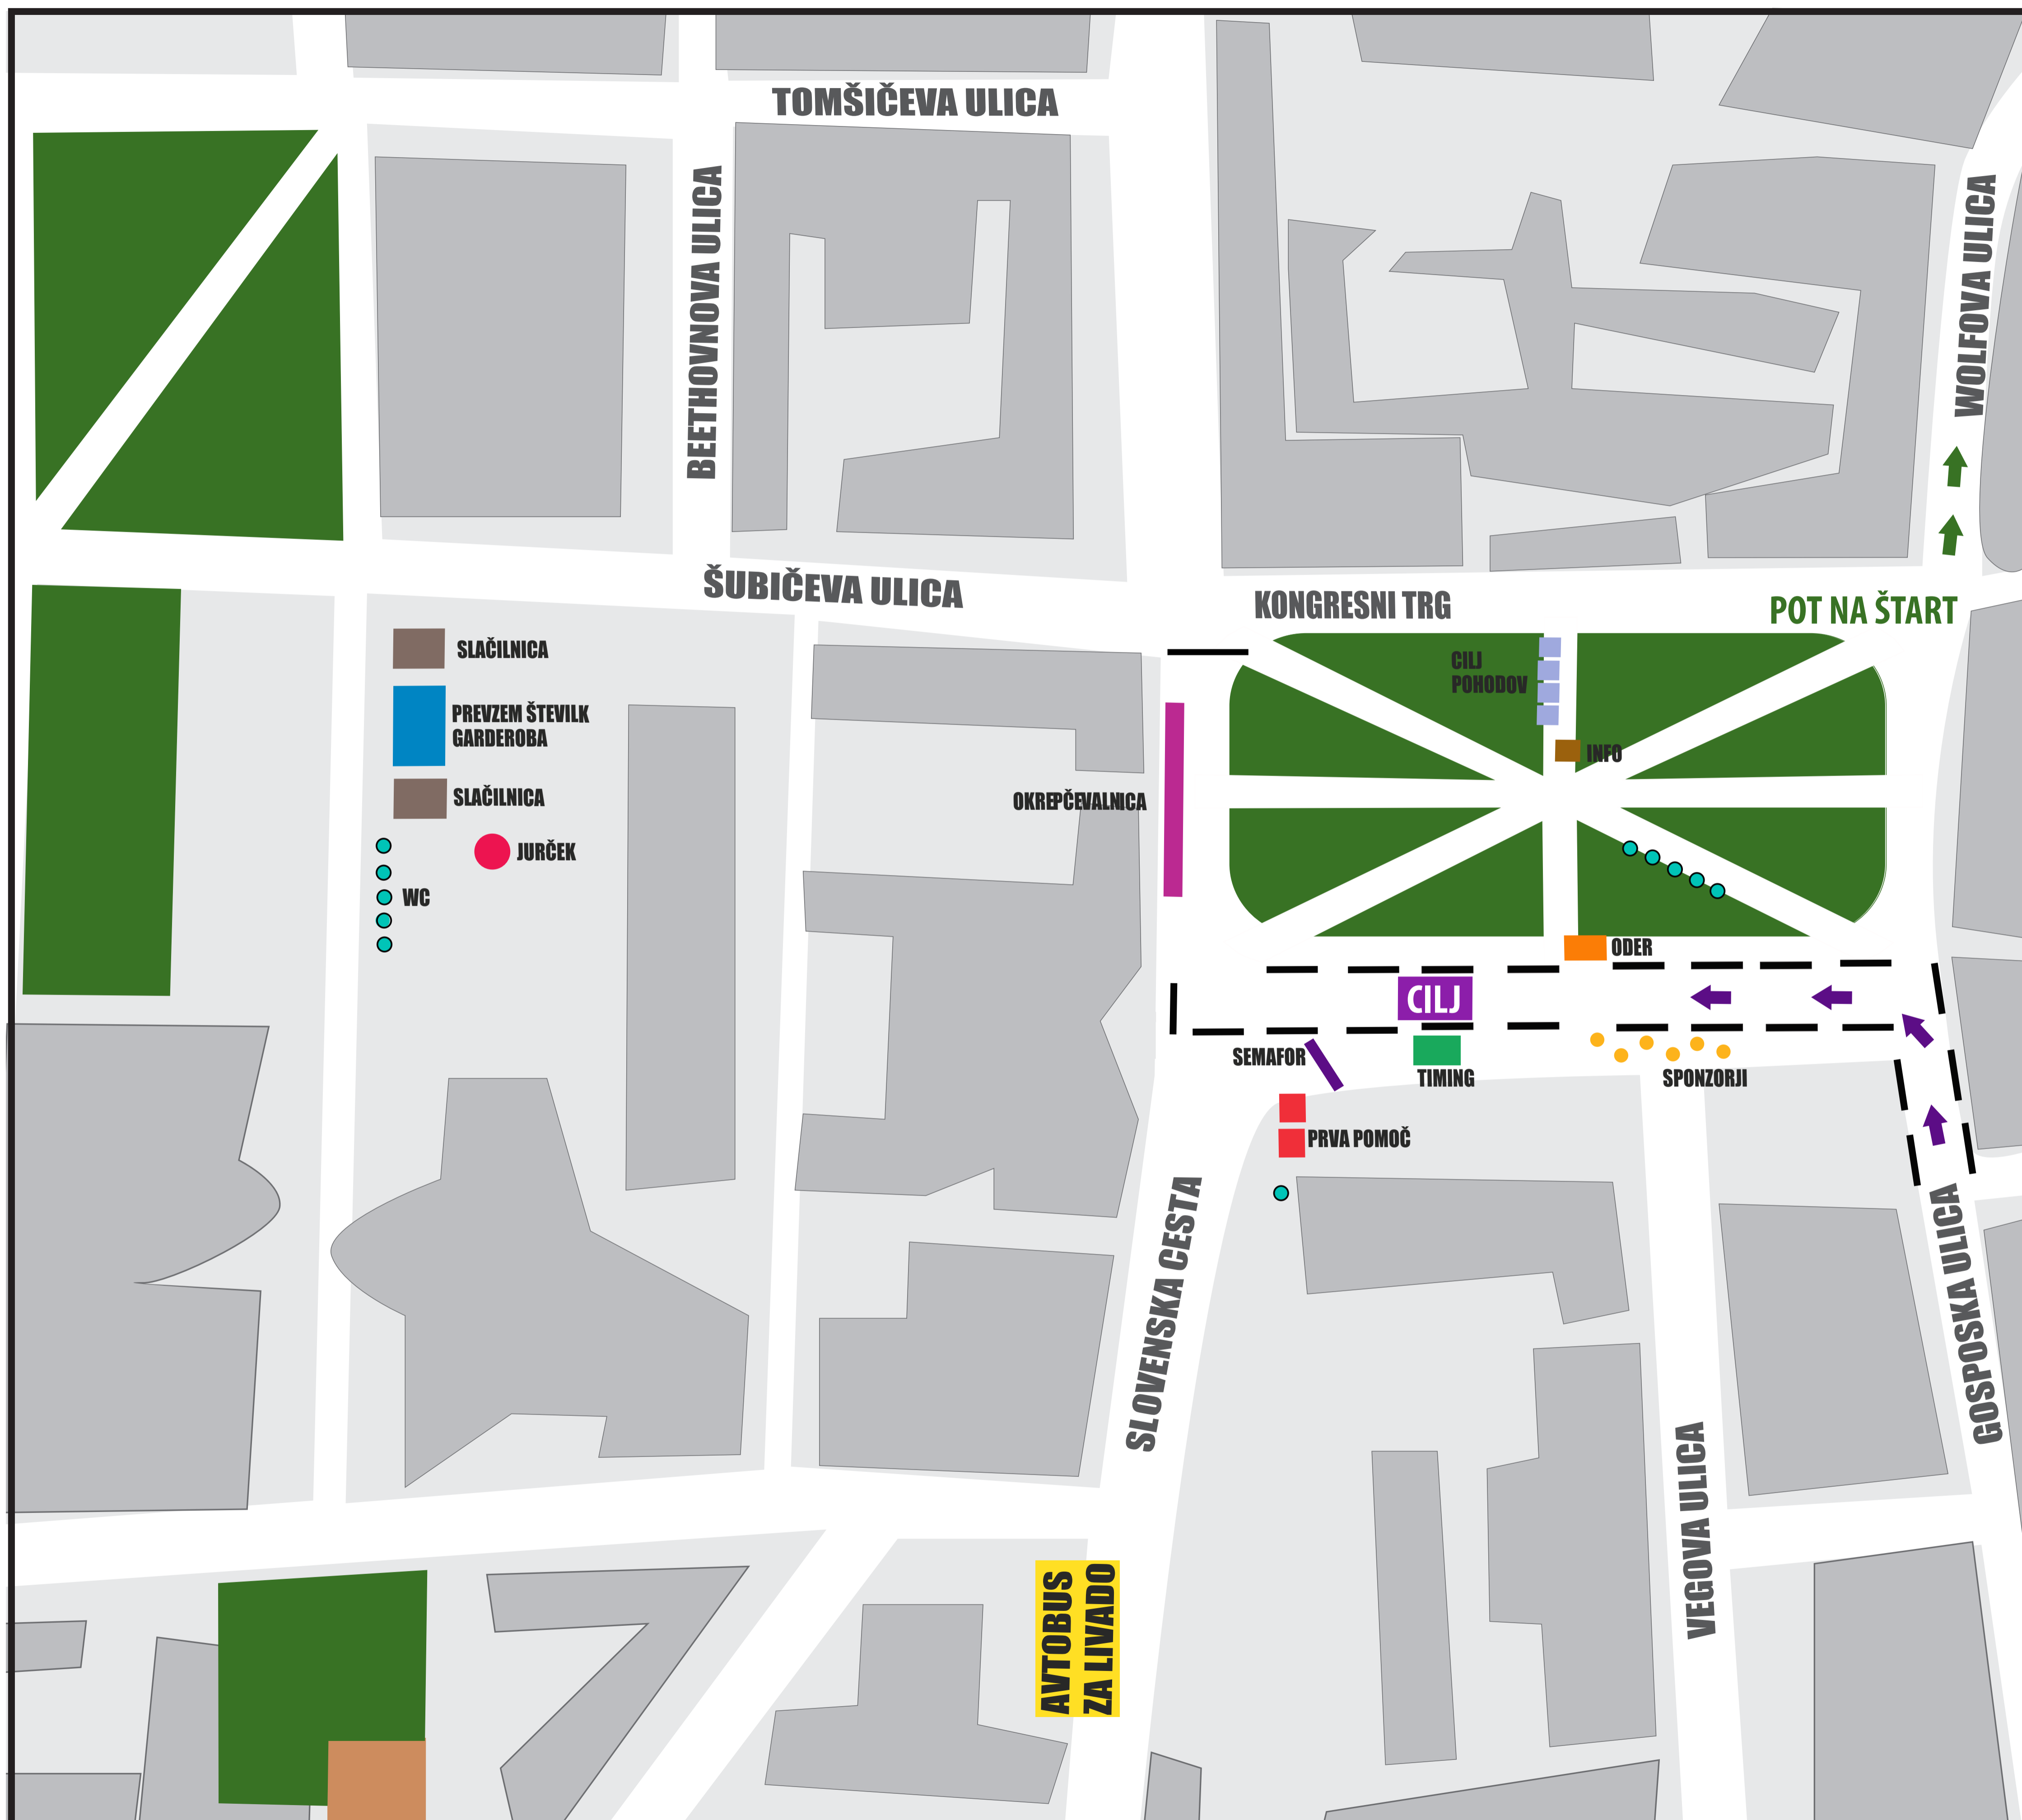 TOMŠIČEVA ULICA
BEETHOVNOVA ULICA
WOLFOVA ULICA
ŠUBIČEVA ULICA
KONGRESNI TRG
POT NA ŠTART
SLAČILNICA
CILJ
POHODOV
PREVZEM ŠTEVILK
GARDEROBA
INFO
SLAČILNICA
OKREPČEVALNICA
JURČEK
WC
ODER
CILJ
SEMAFOR
TIMING
SPONZORJI
PRVA POMOČ
SLOVENSKA CESTA
GOSPOSKA ULICA
VEGOVA ULICA
AVTOBUS
ZA LIVADO